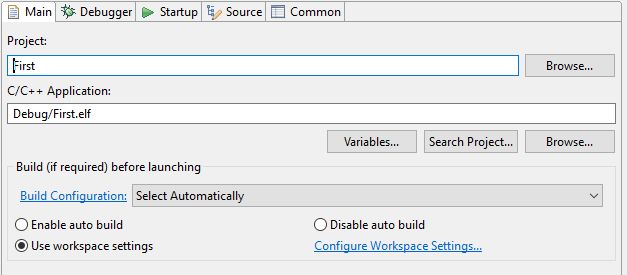 Main Debugger Startup Source Common
Project:
First Browse...
C/C++ Application:
Debug/First.elf
Variables... Search Project... Browse...
Build (if required) before launching
Build Configuration: Select Automatically
Enable auto build Disable auto build
Use workspace settings Configure Workspace Settings...